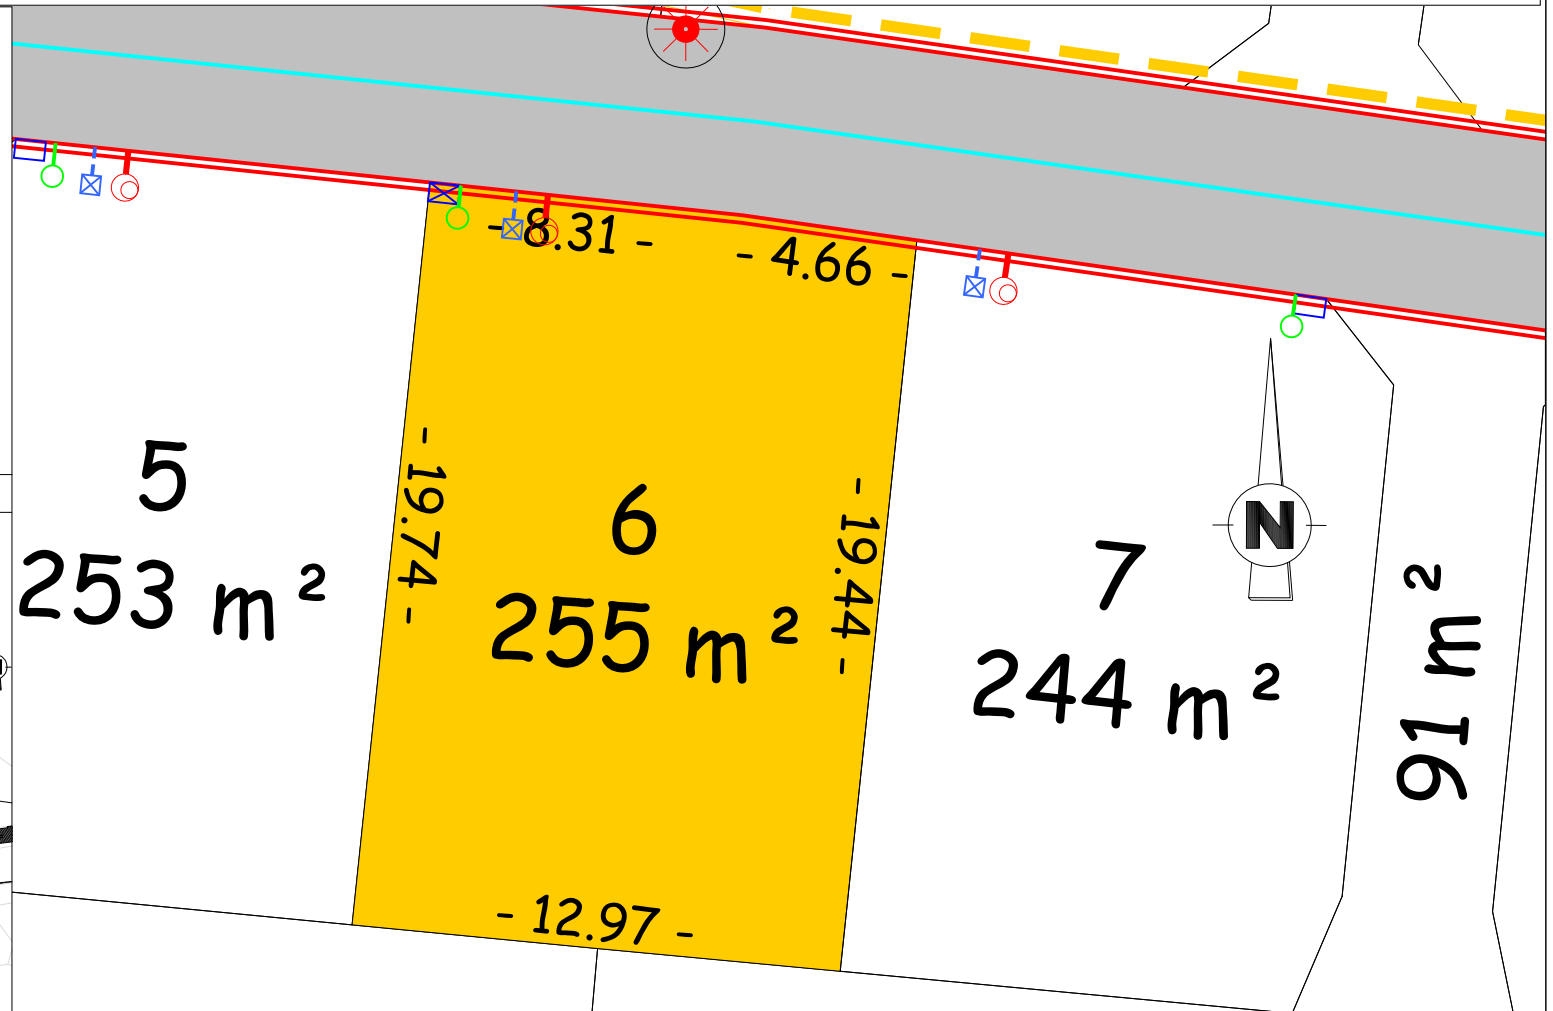 - 8.31 -
- 4.66 -
5
253 m²
- 19.74 -
6
255 m²
- 19.44 -
7
244 m²
N
91 m²
- 12.97 -